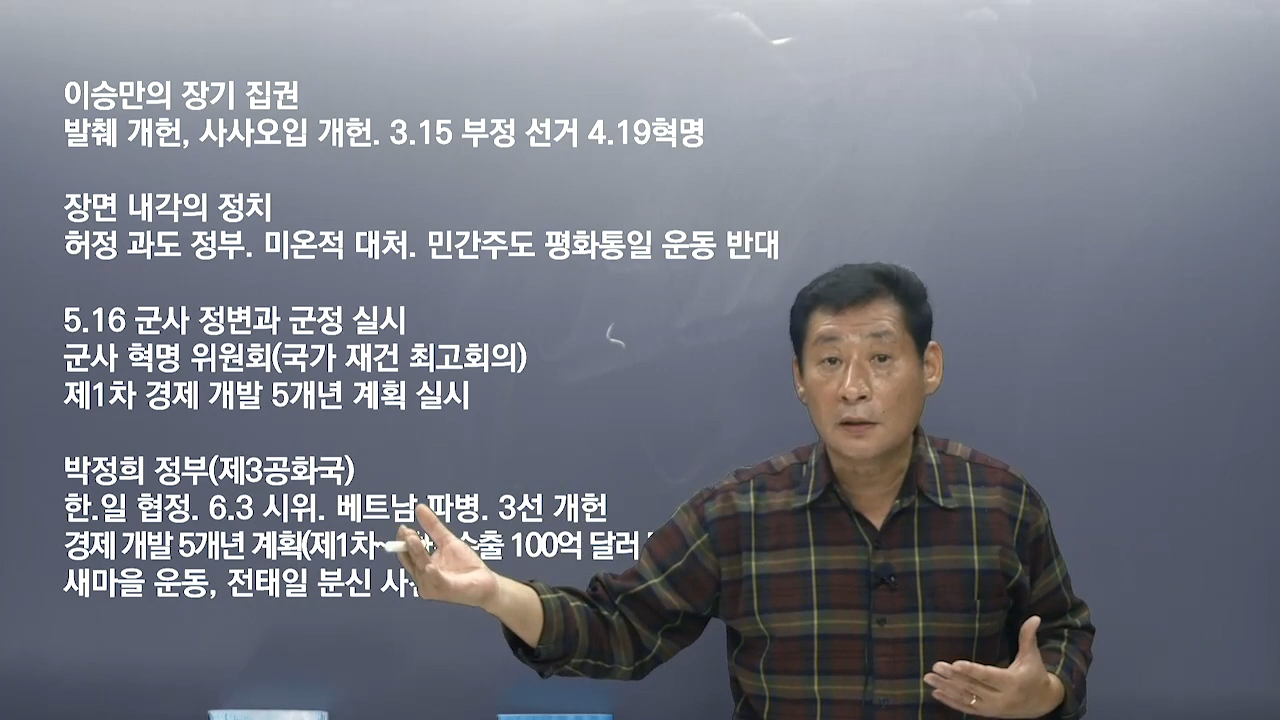 이승만의 장기 집권
발췌 개헌, 사사오입 개헌. 3.15 부정 선거 4.19혁명
장면 내각의 정치
허정 과도 정부. 미온적 대처. 민간주도 평화통일 운동 반대
5.16 군사 정변과 군정 실시
군사 혁명 위원회(국가 재건 최고회의)
제1차 경제 개발 5개년 계획 실시
박정희 정부(제3공화국)
한.일 협정. 6.3 시위. 베트남 파병. 3선 개헌
경제 개발 5개년 계획(제1차~ 수출 100억 달러
새마을 운동, 전태일 분신